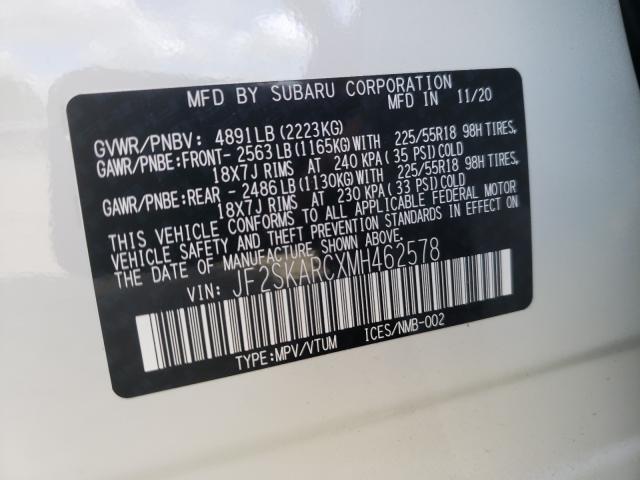 MFD BY SUBARU CORPORATION
MFD IN 11/20
GVWR/PNBV: 4891LB(2223KG)
GAWR/PNBE:FRONT- 2563LB(1165KG)WITH 225/55R18 98H TIRES,
18X7J RIMS AT 240 KPA(35 PSI)COLD
GAWR/PNBE:REAR - 2486LB(1130KG)WITH 225/55R18 98H TIRES,
18X7J RIMS AT 230 KPA(33 PSI)COLD
THIS VEHICLE CONFORMS TO ALL APPLICABLE FEDERAL MOTOR
VEHICLE SAFETY AND THEFT PREVENTION STANDARDS IN EFFECT ON
THE DATE OF MANUFACTURE SHOWN ABOVE.
VIN: JF2SKARCXMH462578
TYPE:MPV/VTUM ICES/NMB-002